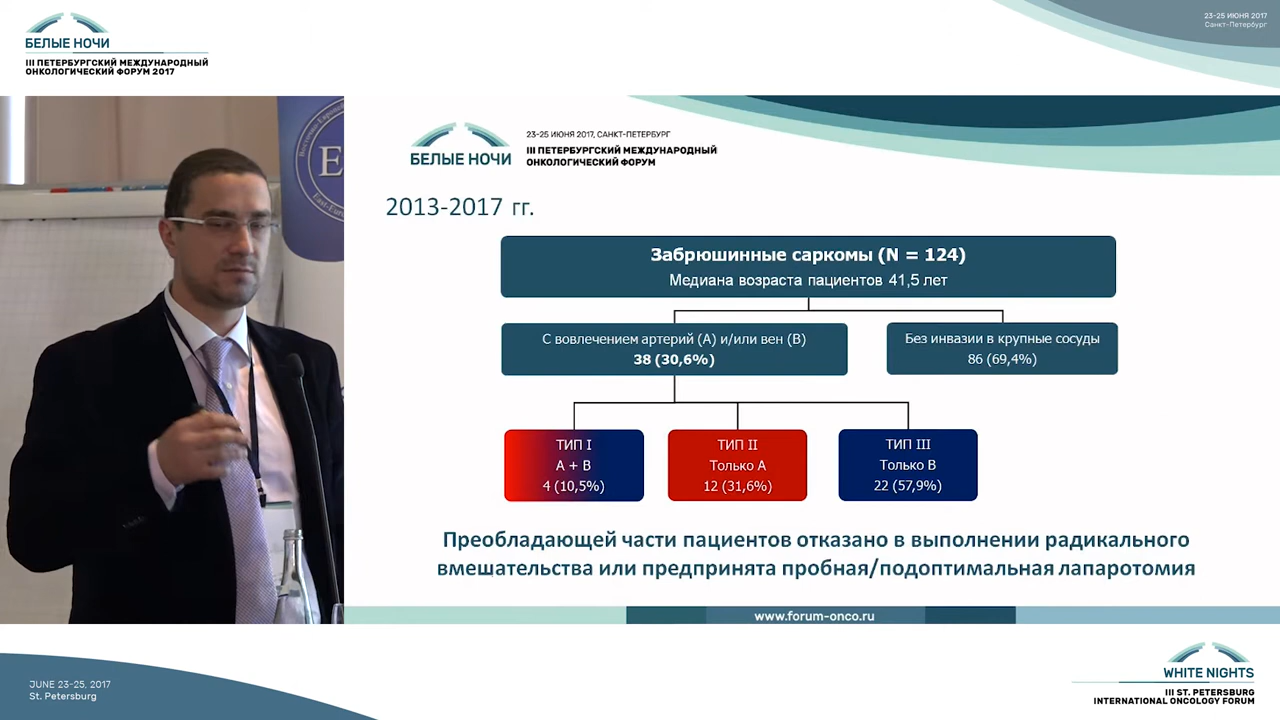 БЕЛЫЕ НОЧИ
III ПЕТЕРБУРГСКИЙ МЕЖДУНАРОДНЫЙ
ОНКОЛОГИЧЕСКИЙ ФОРУМ 2017
23-25 ИЮНЯ 2017
Санкт-Петербург
E
БЕЛЫЕ НОЧИ
23-25 ИЮНЯ 2017, САНКТ-ПЕТЕРБУРГ
III ПЕТЕРБУРГСКИЙ МЕЖДУНАРОДНЫЙ
ОНКОЛОГИЧЕСКИЙ ФОРУМ
2013-2017 гг.
Забрюшинные саркомы (N = 124)
Медиана возраста пациентов 41,5 лет
С вовлечением артерий (А) и/или вен (В)
38 (30,6%)
Без инвазии в крупные сосуды
86 (69,4%)
ТИП I
А + В
4 (10,5%)
ТИП II
Только А
12 (31,6%)
ТИП III
Только В
22 (57,9%)
Преобладающей части пациентов отказано в выполнении радикального
вмещательства или предпринята пробная/подоптимальная лапаротомия
www.forum-onco.ru
JUNE 23-25, 2017
St. Petersburg
WHITE NIGHTS
III ST. PETERSBURG
INTERNATIONAL ONCOLOGY FORUM